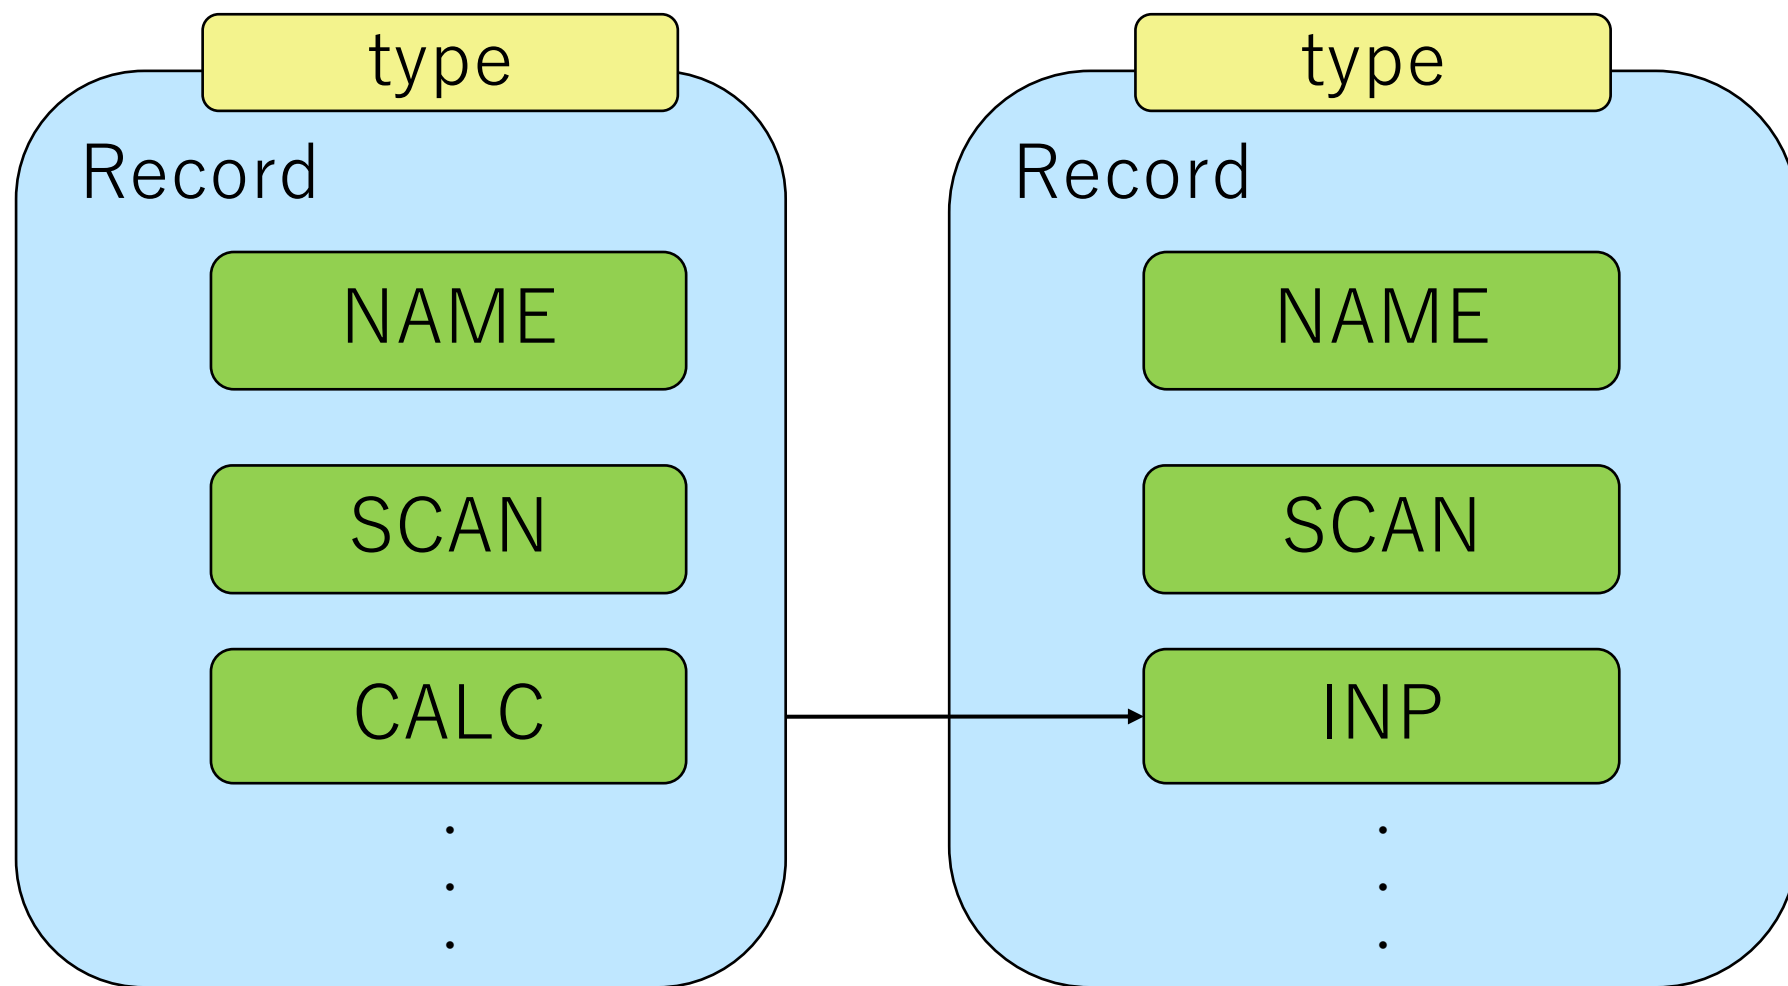 type
Record
NAME
SCAN
CALC
.
.
.
type
Record
NAME
SCAN
INP
.
.
.